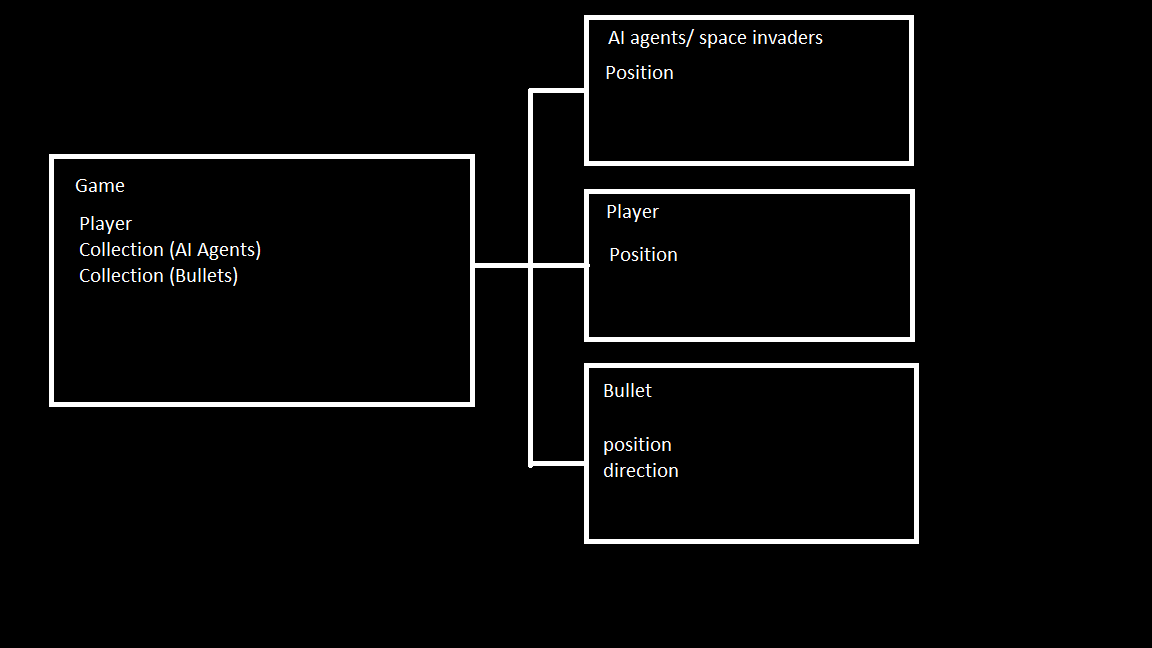 Game
Player
Collection (AI Agents)
Collection (Bullets)
AI agents/ space invaders
Position
Player
Position
Bullet
position
direction